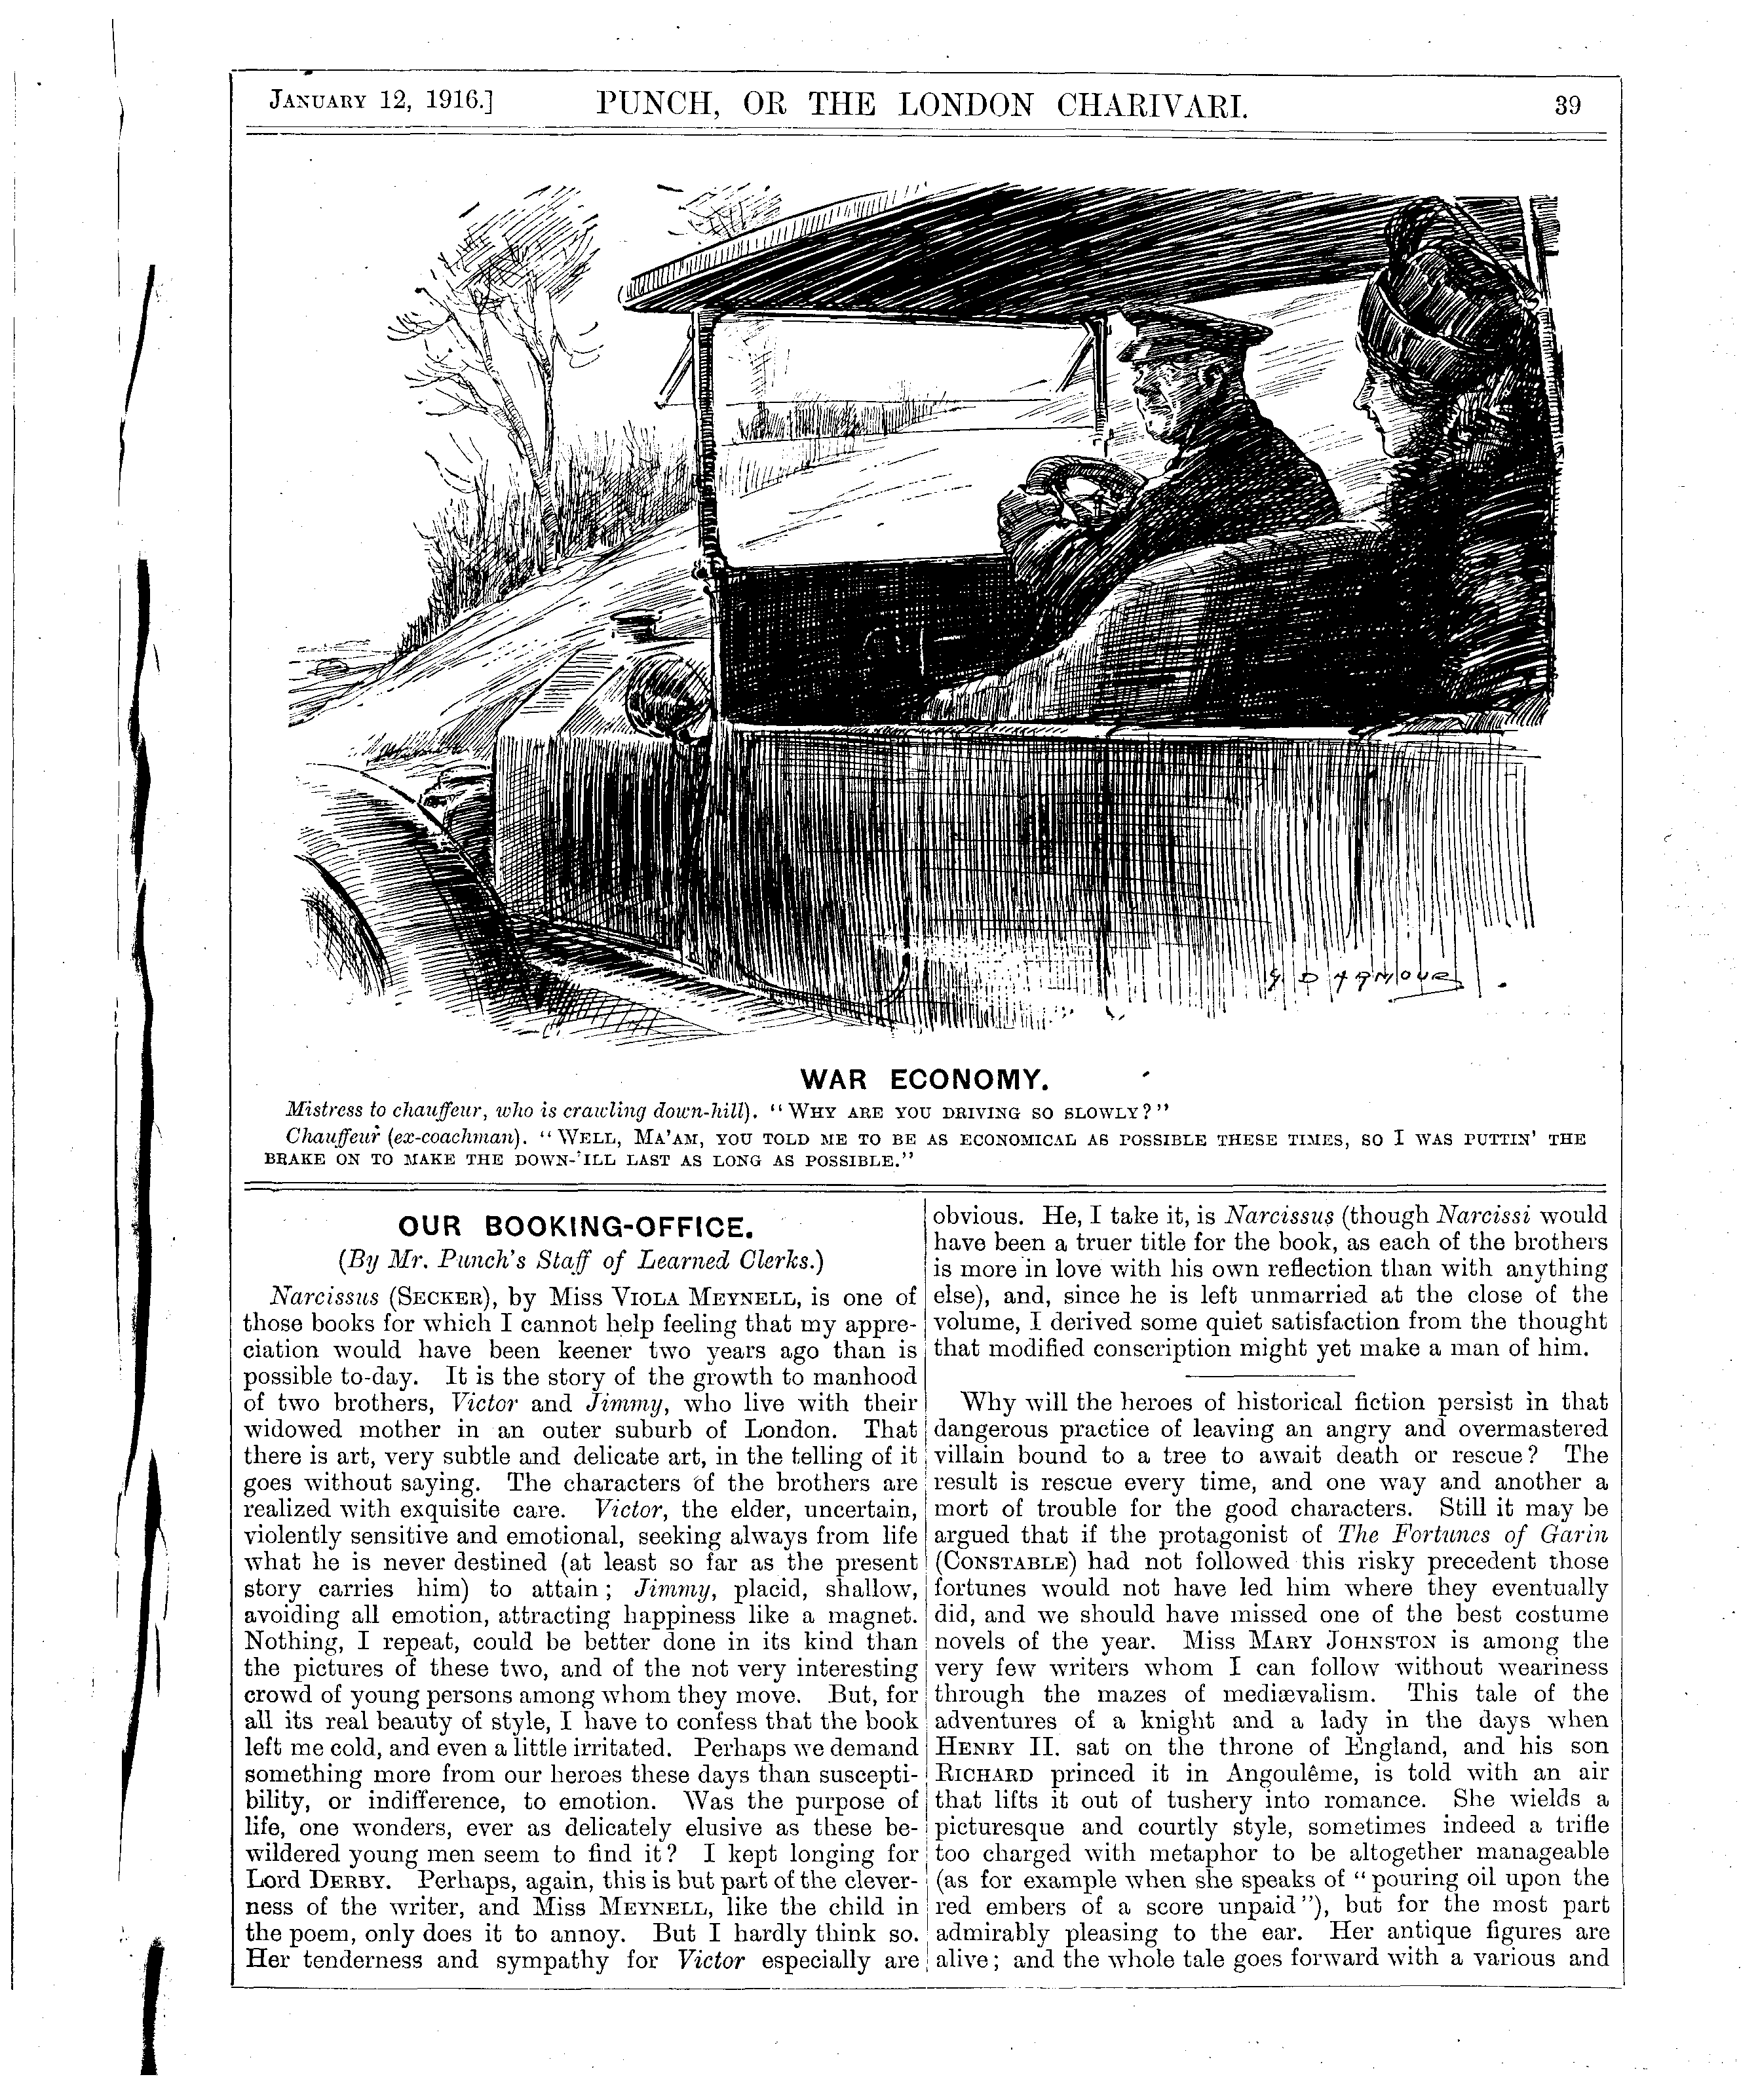 JANUARY 12, 1916.] PUNCH, OR THE LONDON CHARIVARI. 39
G. D. ARMOUR
WAR ECONOMY.
Mistress to chauffeur, who is crawling down-hill). "WHY ARE YOU DRIVING SO SLOWLY?"
Chauffeur (ex-coachman). "WELL, MA'AM, YOU TOLD ME TO BE AS ECONOMICAL AS POSSIBLE THESE TIMES, SO I WAS PUTTIN' THE
BRAKE ON TO MAKE THE DOWN-'ILL LAST AS LONG AS POSSIBLE."
OUR BOOKING-OFFICE.
(By Mr. Punch's Staff of Learned Clerks.)
Narcissus (SECKER), by Miss VIOLA MEYNELL, is one of
those books for which I cannot help feeling that my appre-
ciation would have been keener two years ago than is
possible to-day. It is the story of the growth to manhood
of two brothers, Victor and Jimmy, who live with their
widowed mother in an outer suburb of London. That
there is art, very subtle and delicate art, in the telling of it
goes without saying. The characters of the brothers are
realized with exquisite care. Victor, the elder, uncertain,
violently sensitive and emotional, seeking always from life
what he is never destined (at least so far as the present
story carries him) to attain; Jimmy, placid, shallow,
avoiding all emotion, attracting happiness like a magnet.
Nothing, I repeat, could be better done in its kind than
the pictures of these two, and of the not very interesting
crowd of young persons among whom they move. But, for
all its real beauty of style, I have to confess that the book
left me cold, and even a little irritated. Perhaps we demand
something more from our heroes these days than suscepti-
bility, or indifference, to emotion. Was the purpose of
life, one wonders, ever as delicately elusive as these be-
wildered young men seem to find it? I kept longing for
Lord DERBY. Perhaps, again, this is but part of the clever-
ness of the writer, and Miss MEYNELL, like the child in
the poem, only does it to annoy. But I hardly think so.
Her tenderness and sympathy for Victor especially are
obvious. He, I take it, is Narcissus (though Narcissi would
have been a truer title for the book, as each of the brothers
is more in love with his own reflection than with anything
else), and, since he is left unmarried at the close of the
volume, I derived some quiet satisfaction from the thought
that modified conscription might yet make a man of him.
Why will the heroes of historical fiction persist in that
dangerous practice of leaving an angry and overmastered
villain bound to a tree to await death or rescue? The
result is rescue every time, and one way and another a
mort of trouble for the good characters. Still it may be
argued that if the protagonist of The Fortunes of Garin
(CONSTABLE) had not followed this risky precedent those
fortunes would not have led him where they eventually
did, and we should have missed one of the best costume
novels of the year. Miss MARY JOHNSTON is among the
very few writers whom I can follow without weariness
through the mazes of mediævalism. This tale of the
adventures of a knight and a lady in the days when
HENRY II. sat on the throne of England, and his son
RICHARD princed it in Angoulême, is told with an air
that lifts it out of tushery into romance. She wields a
picturesque and courtly style, sometimes indeed a trifle
too charged with metaphor to be altogether manageable
(as for example when she speaks of "pouring oil upon the
red embers of a score unpaid"), but for the most part
admirably pleasing to the ear. Her antique figures are
alive; and the whole tale goes forward with a various and